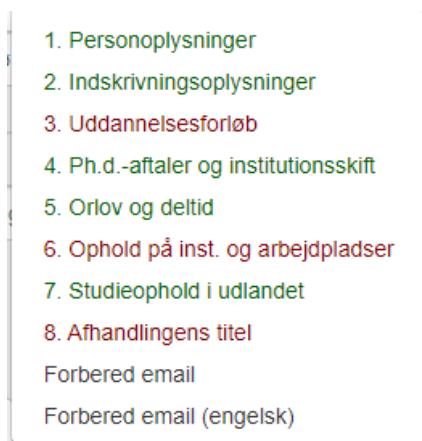 1. Personoplysninger
2. Indskrivningsoplysninger
3. Uddannelsesforløb
4. Ph.d.-aftaler og institutionsskift
5. Orlov og deltid
6. Ophold på inst. og arbejdpladser
7. Studieophold i udlandet
8. Afhandlingens titel
Forbered email
Forbered email (engelsk)